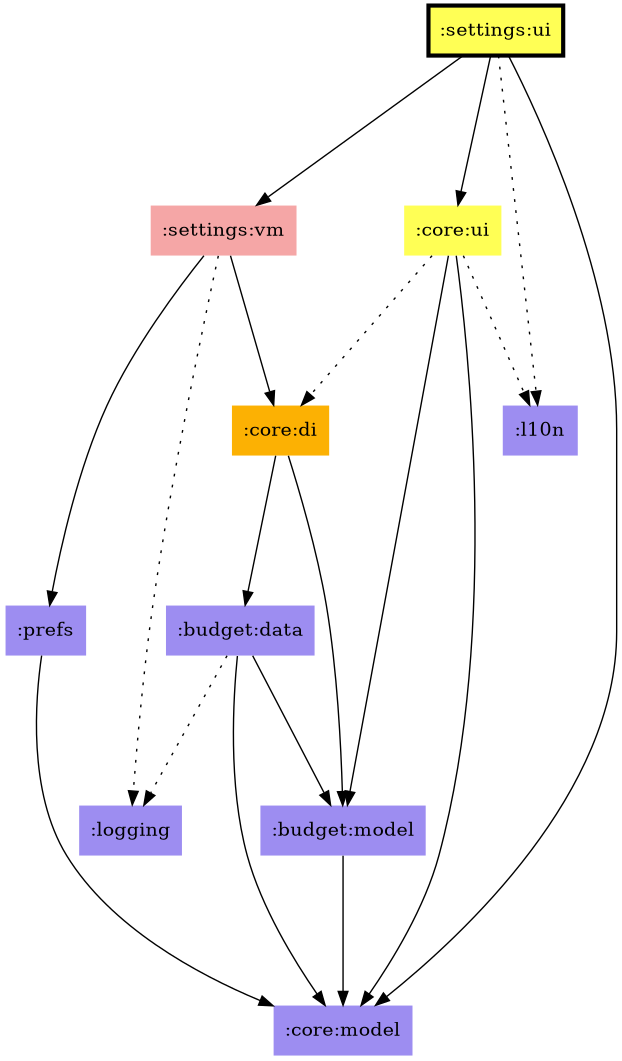 :settings:ui
:settings:vm
:core:ui
:core:di
:l10n
:prefs
:budget:data
:logging
:budget:model
:core:model